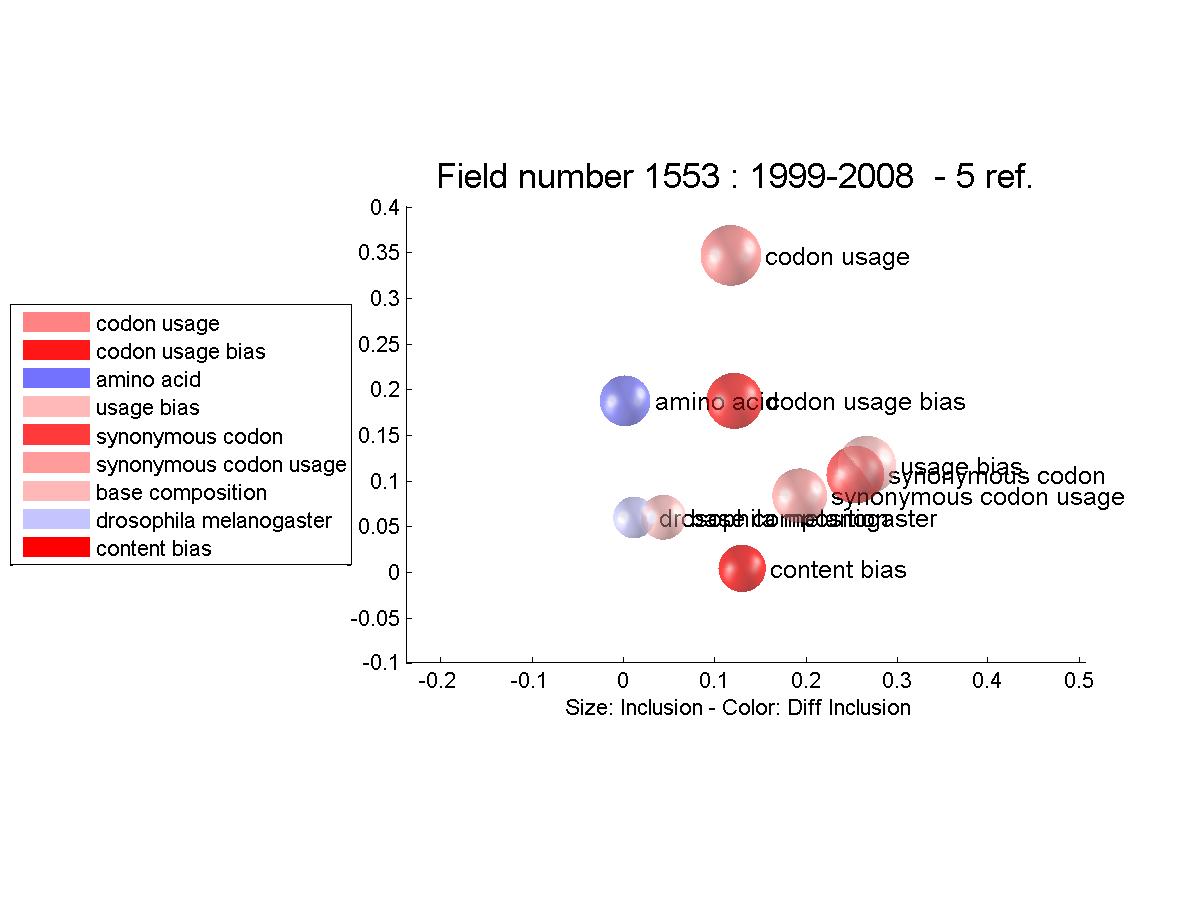 Field number 1553 : 1999-2008 - 5 ref.
0.4
0.35
0.3
0.25
0.2
0.15
0.1
0.05
0
-0.05
-0.1
codon usage
amino acid
codon usage bias
usage bias
synonymous codon
synonymous codon usage
drosophila melanogaster
base composition
content bias
-0.2 -0.1 0 0.1 0.2 0.3 0.4 0.5
Size: Inclusion - Color: Diff Inclusion
codon usage
codon usage bias
amino acid
usage bias
synonymous codon
synonymous codon usage
base composition
drosophila melanogaster
content bias